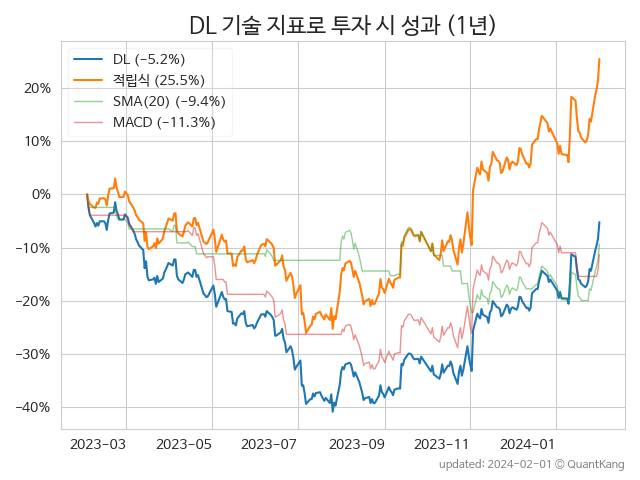 DL 기술 지표로 투자 시 성과 (1년)
DL (−5.2%)
적립식 (25.5%)
SMA(20) (−9.4%)
MACD (−11.3%)
20%
10%
0%
−10%
−20%
−30%
−40%
2023-03 2023-05 2023-07 2023-09 2023-11 2024-01
updated: 2024-02-01 © QuantKang